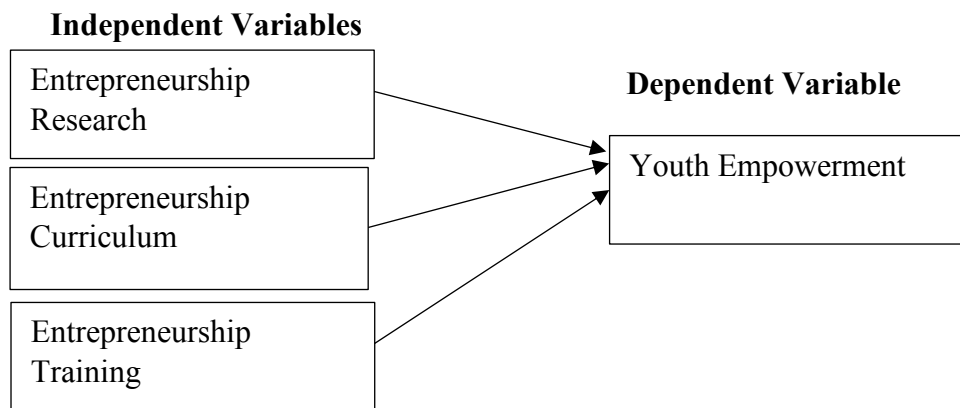 Independent Variables
Entrepreneurship
Research
Entrepreneurship
Curriculum
Entrepreneurship
Training
Dependent Variable
Youth Empowerment